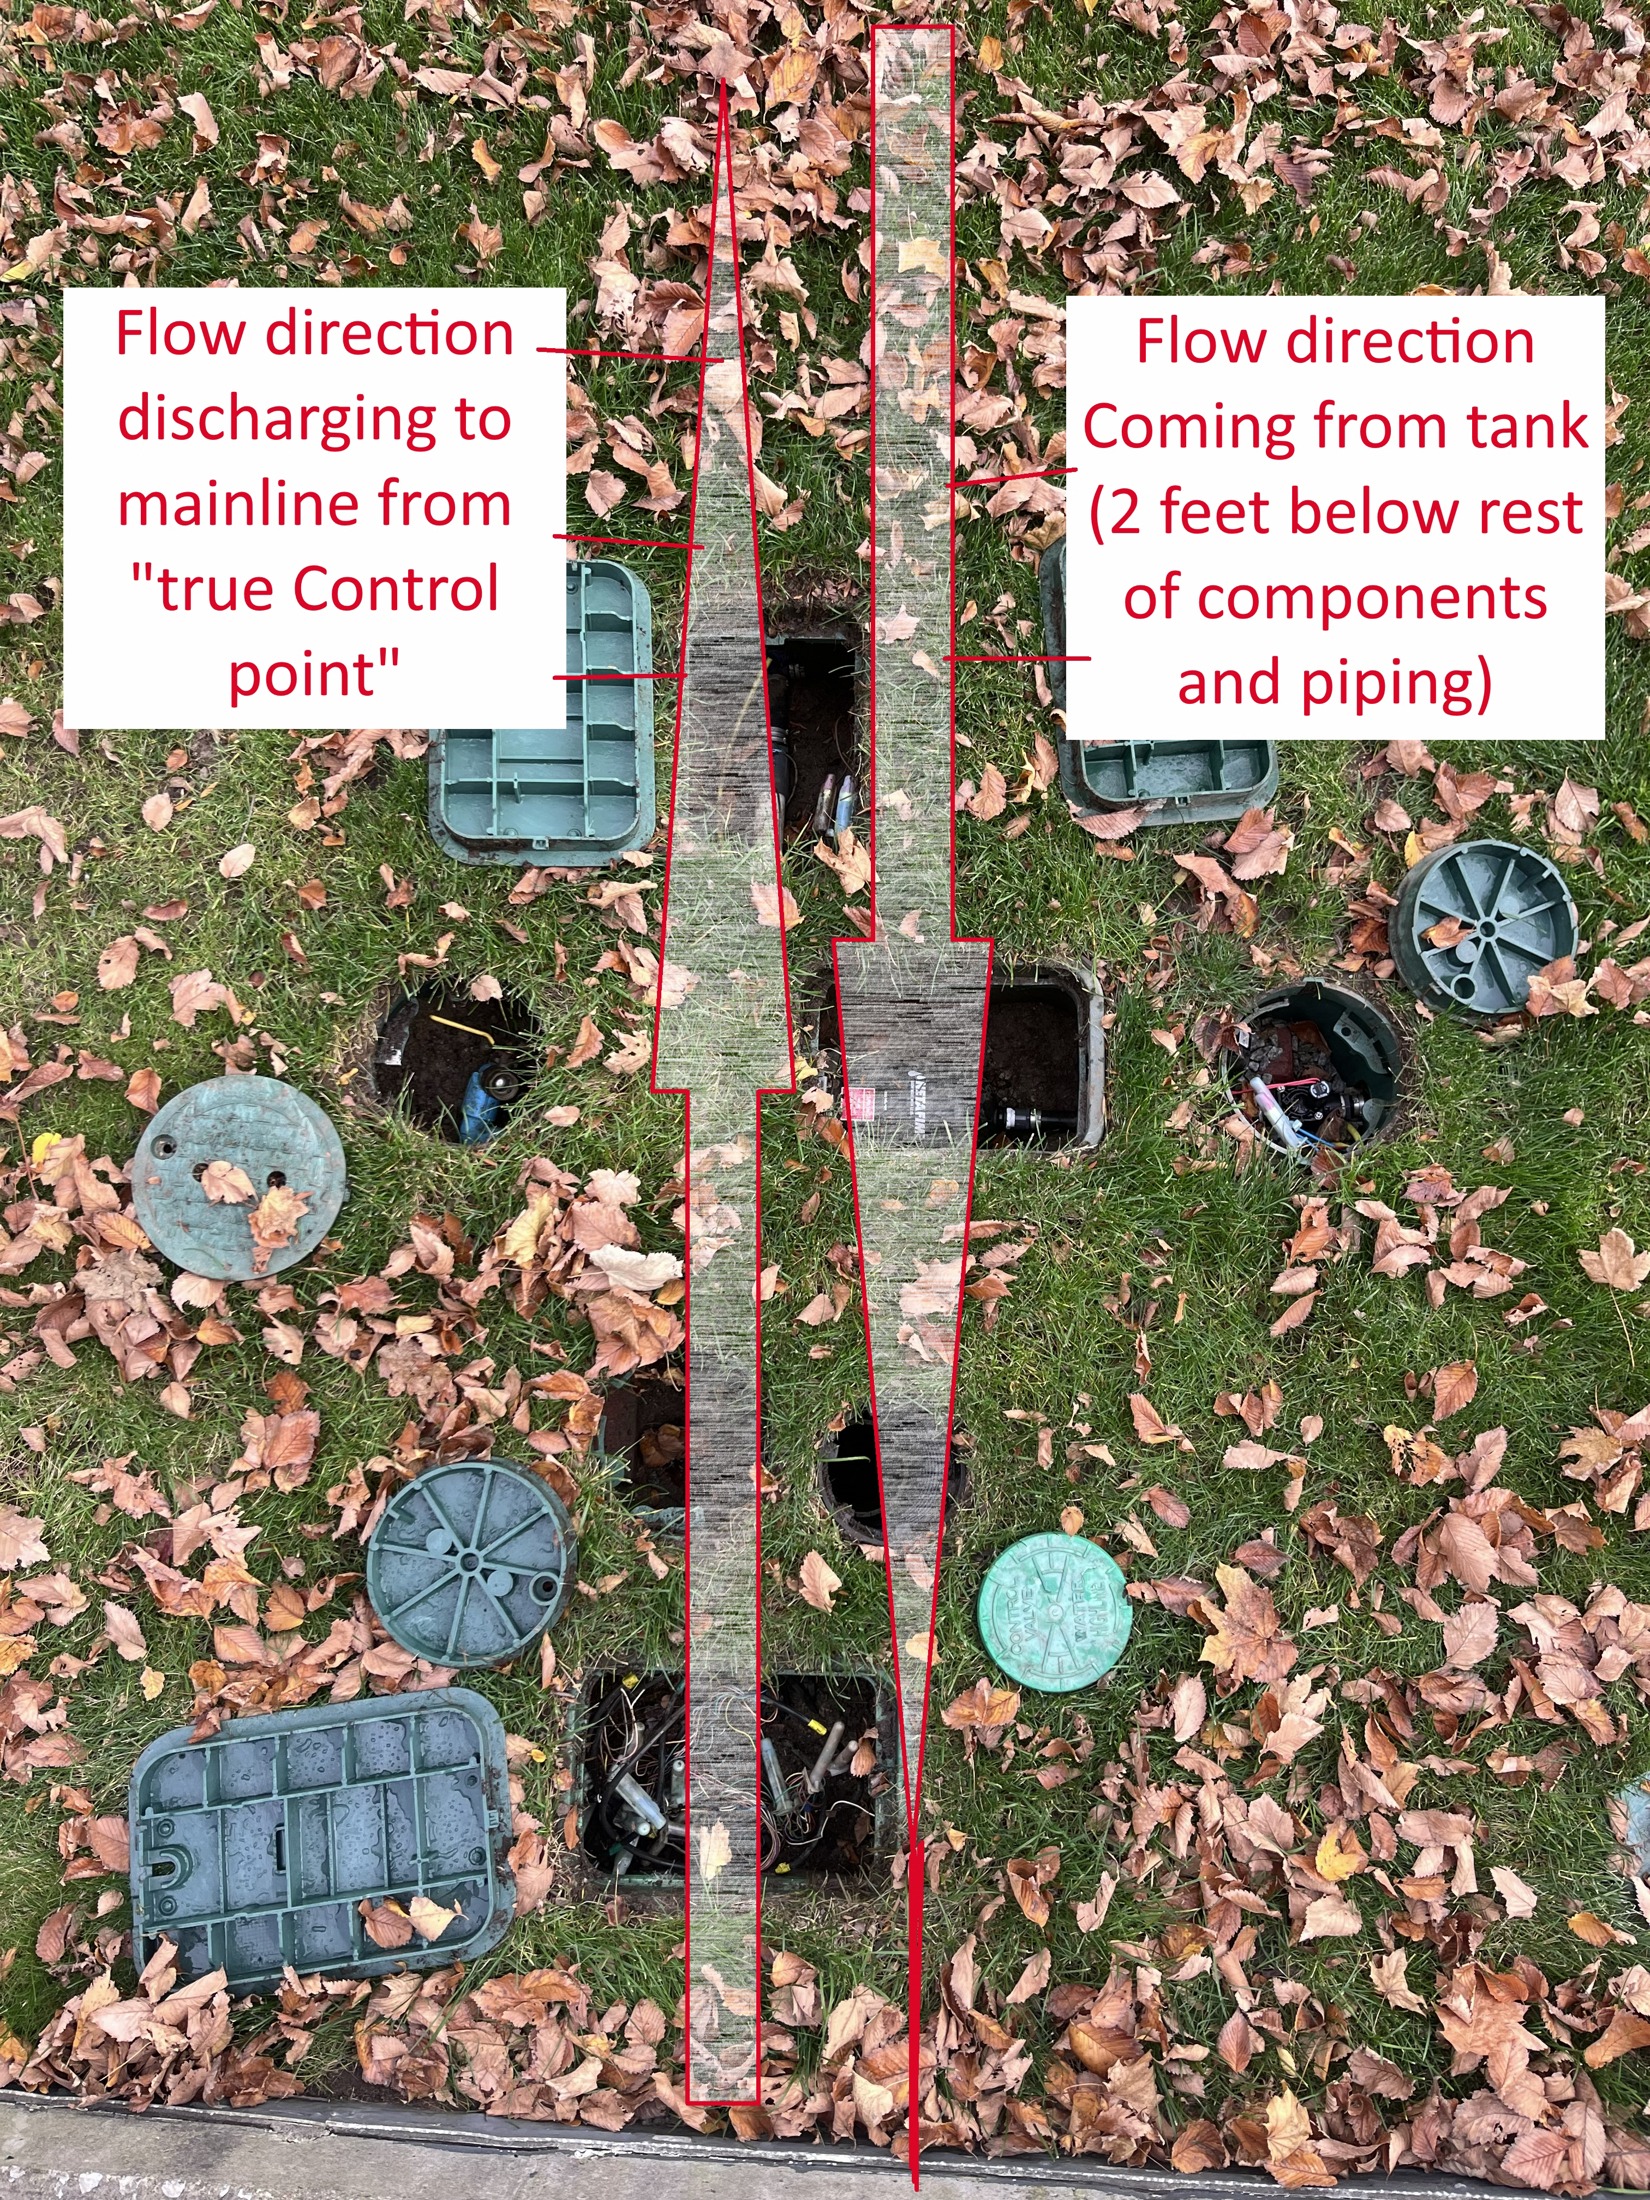 Flow direction
discharging to
mainline from
"true Control
point"
Flow direction
Coming from tank
(2 feet below rest
of components
and piping)
CONTROL
VALVE